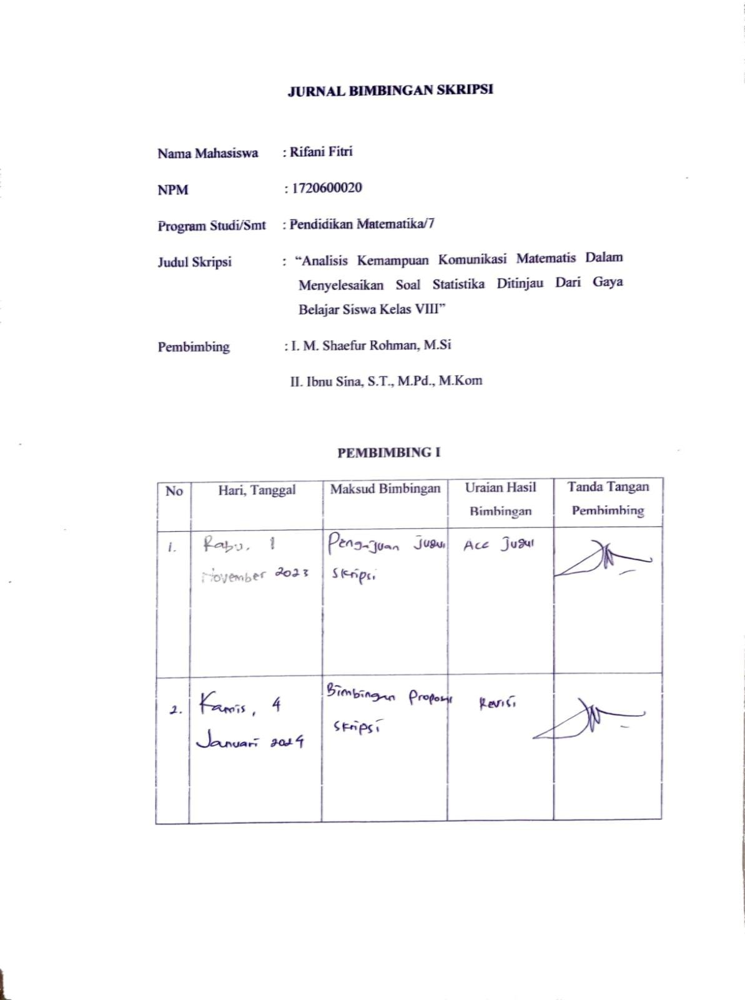 JURNAL BIMBINGAN SKRIPSI
Nama Mahasiswa : Rifani Fitri
NPM : 1720600020
Program Studi/Smt : Pendidikan Matematika/7
Judul Skripsi : “Analisis Kemampuan Komunikasi Matematis Dalam
Menyelesaikan Soal Statistika Ditinjau Dari Gaya
Belajar Siswa Kelas VIII”
Pembimbing : I. M. Shaefur Rohman, M.Si
II. Ibnu Sina, S.T., M.Pd., M.Kom
PEMBIMBING I
No Hari, Tanggal Maksud Bimbingan Uraian Hasil Tanda Tangan
Bimbingan Pembimbing
1. Rabu, 1 Pengajuan judul Acc judul
November 2023 Skripsi
2. Kamis, 4 Bimbingan Proposal Revisi
Januari 2024 Skripsi